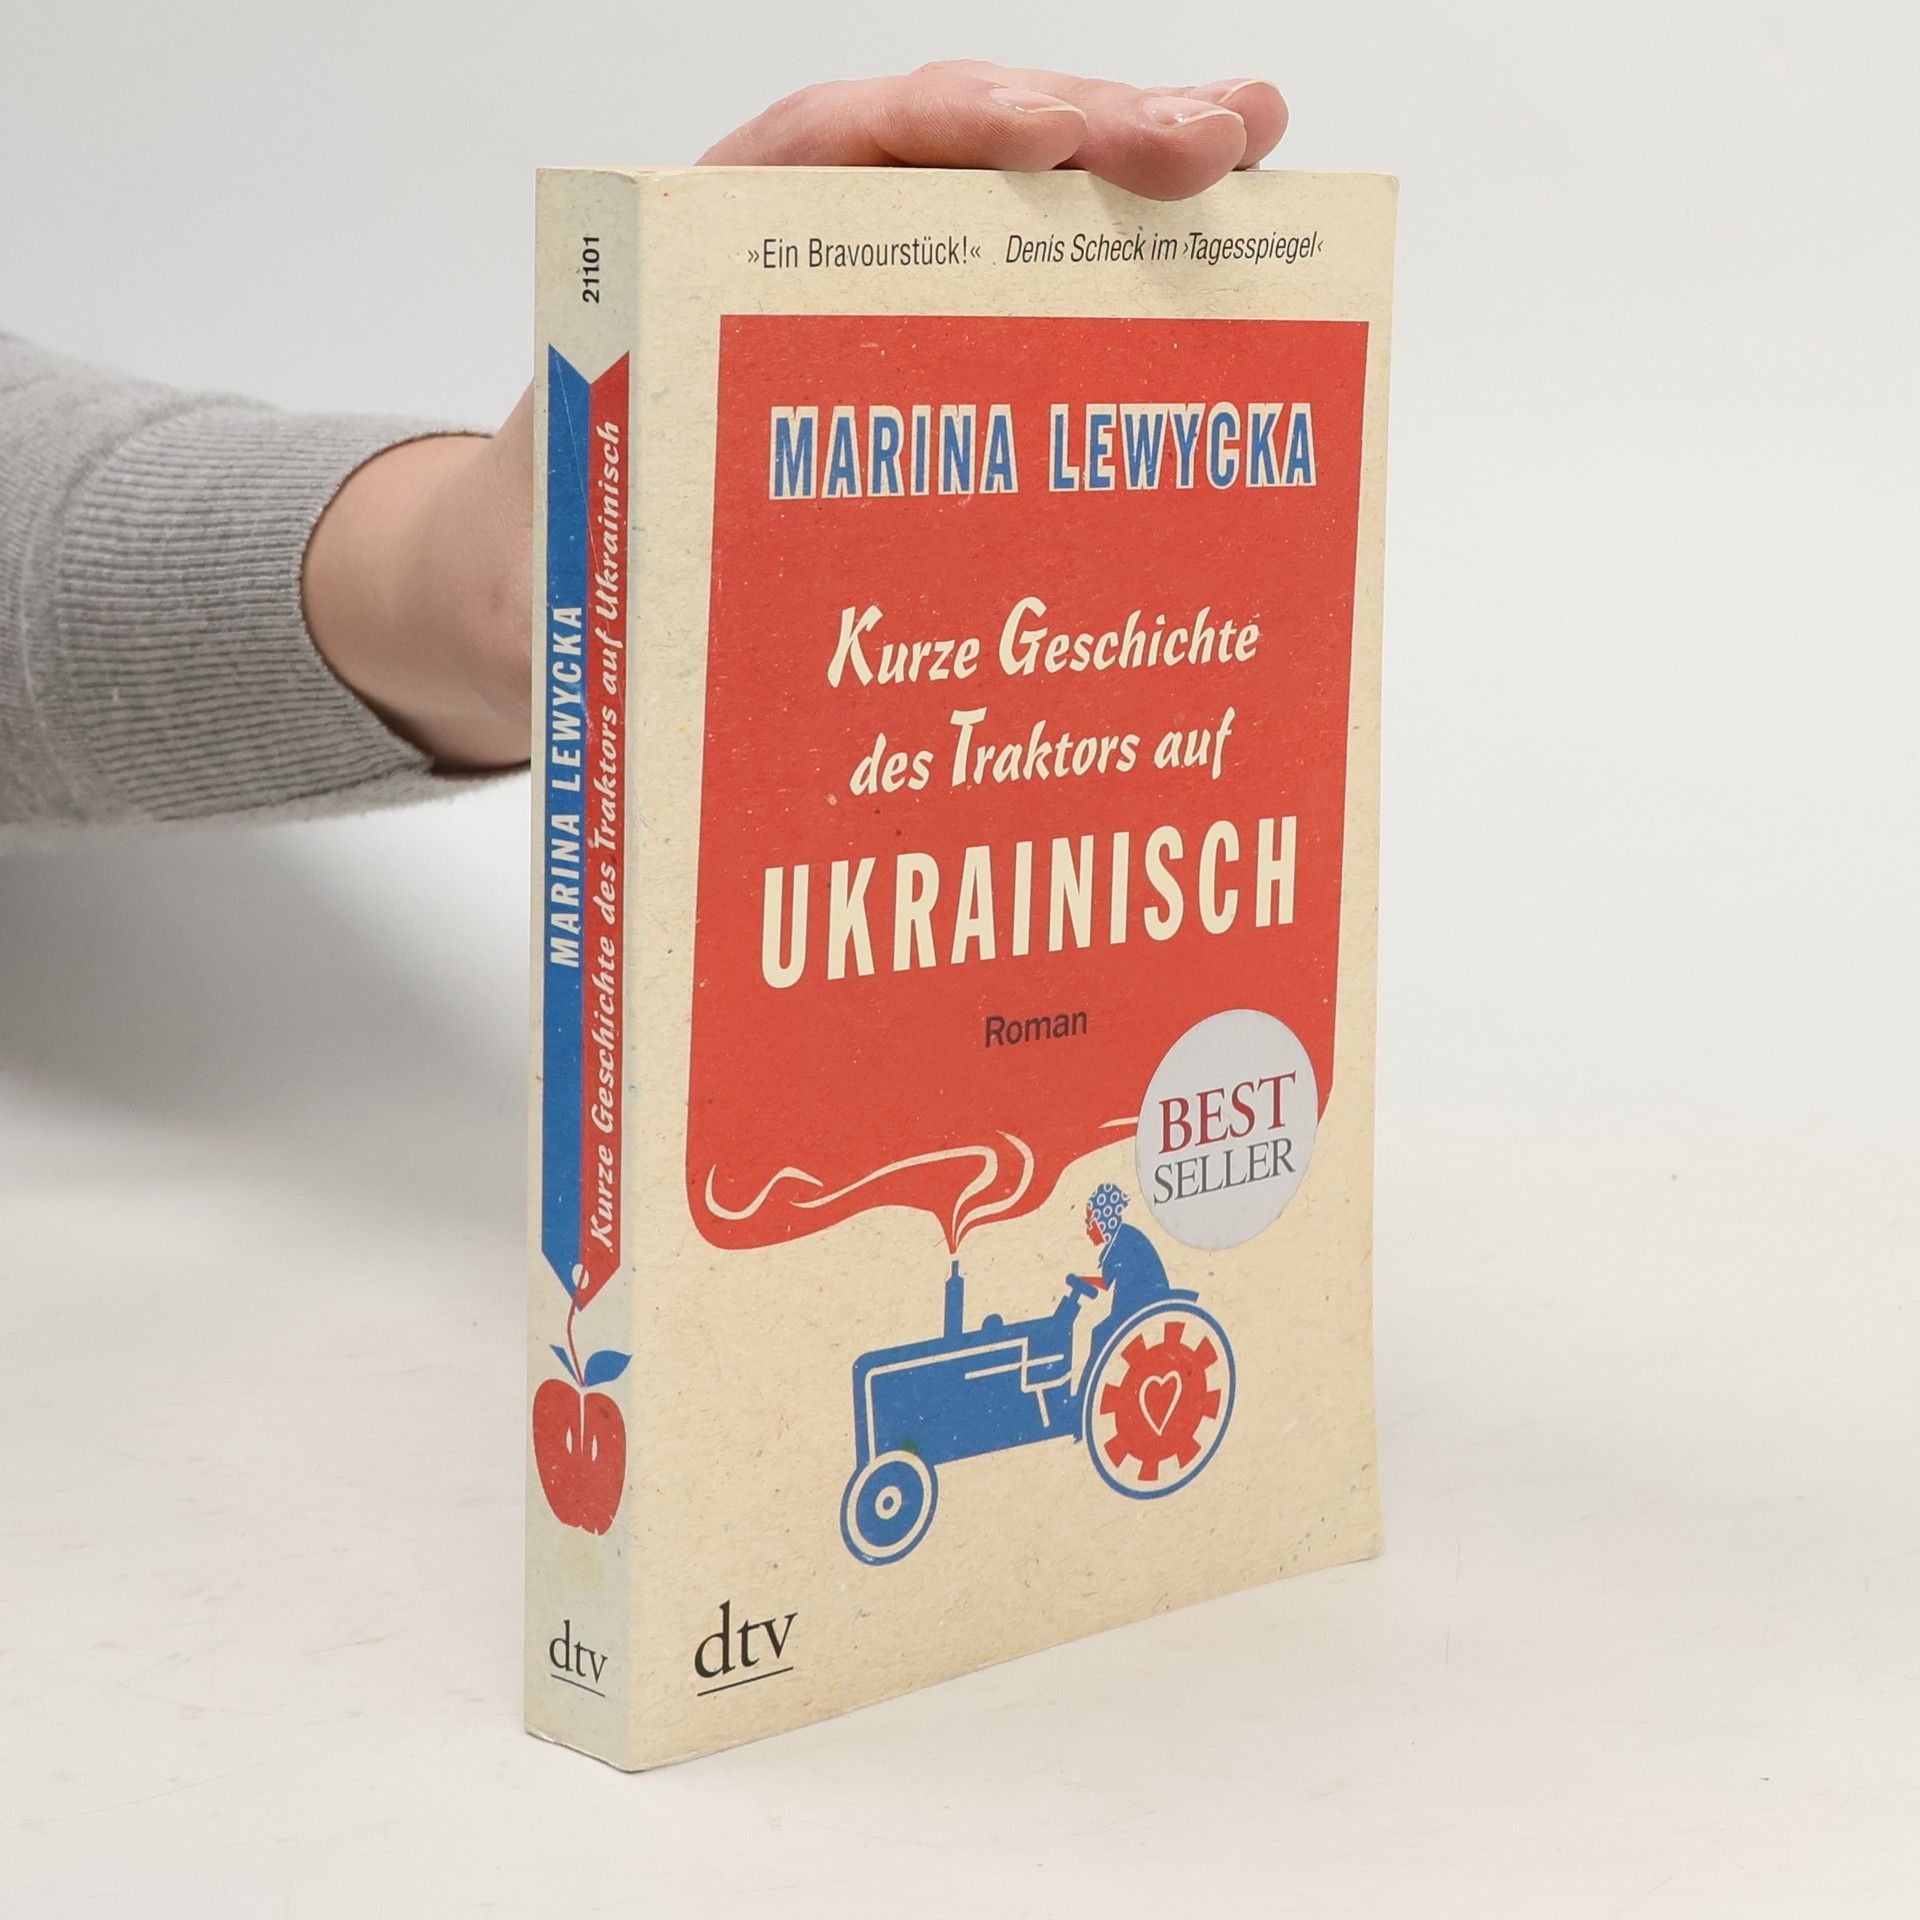 21101
MARINA LEWYCKA
Kurze Geschichte des Traktors auf Ukrainisch
dtv
»Ein Bravourstück!« Denis Scheck im ›Tagesspiegel‹
MARINA LEWYCKA
Kurze Geschichte
des Traktors auf
UKRAINISCH
Roman
BEST
SELLER
dtv